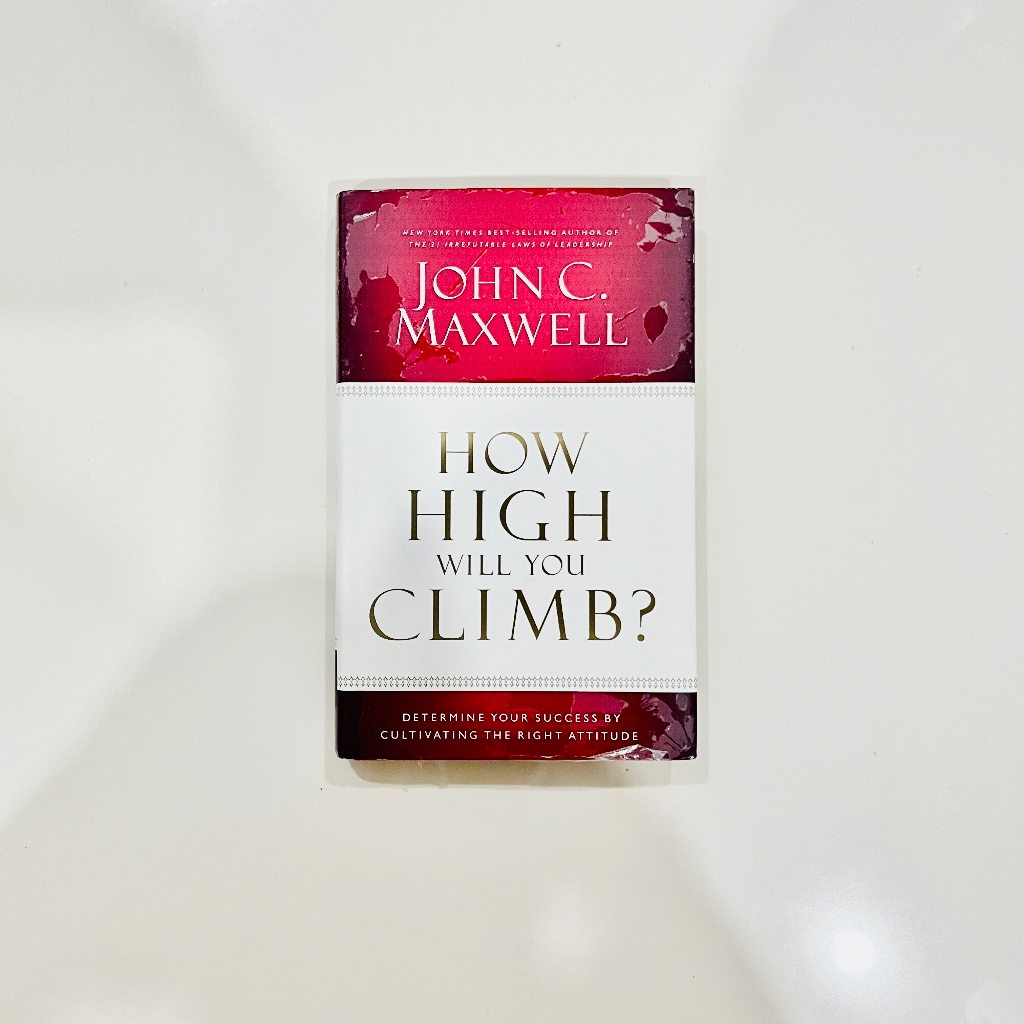 NEW YORK TIMES BEST-SELLING AUTHOR OF
THE 21 IRREFUTABLE LAWS OF LEADERSHIP
JOHN C.
MAXWELL
HOW
HIGH
WILL YOU
CLIMB?
DETERMINE YOUR SUCCESS BY
CULTIVATING THE RIGHT ATTITUDE